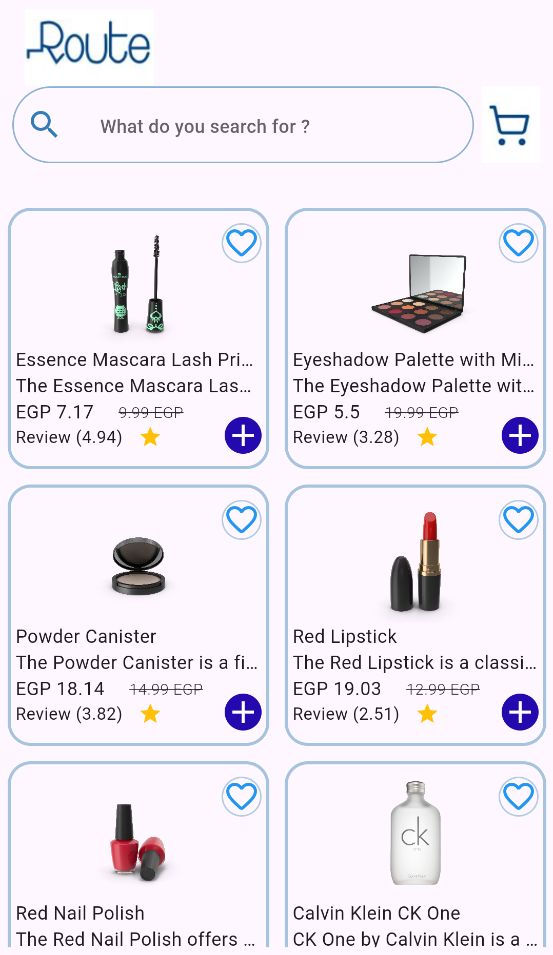 Route
What do you search for ?
Essence Mascara Lash Pri...
The Essence Mascara Las...
EGP 7.17 9.99 EGP
Review (4.94)
Eyeshadow Palette with Mi...
The Eyeshadow Palette wit...
EGP 5.5 19.99 EGP
Review (3.28)
Powder Canister
The Powder Canister is a fi...
EGP 18.14 14.99 EGP
Review (3.82)
Red Lipstick
The Red Lipstick is a classi...
EGP 19.03 12.99 EGP
Review (2.51)
Red Nail Polish
The Red Nail Polish offers ...
ck
Calvin Klein CK One
CK One by Calvin Klein is a ...